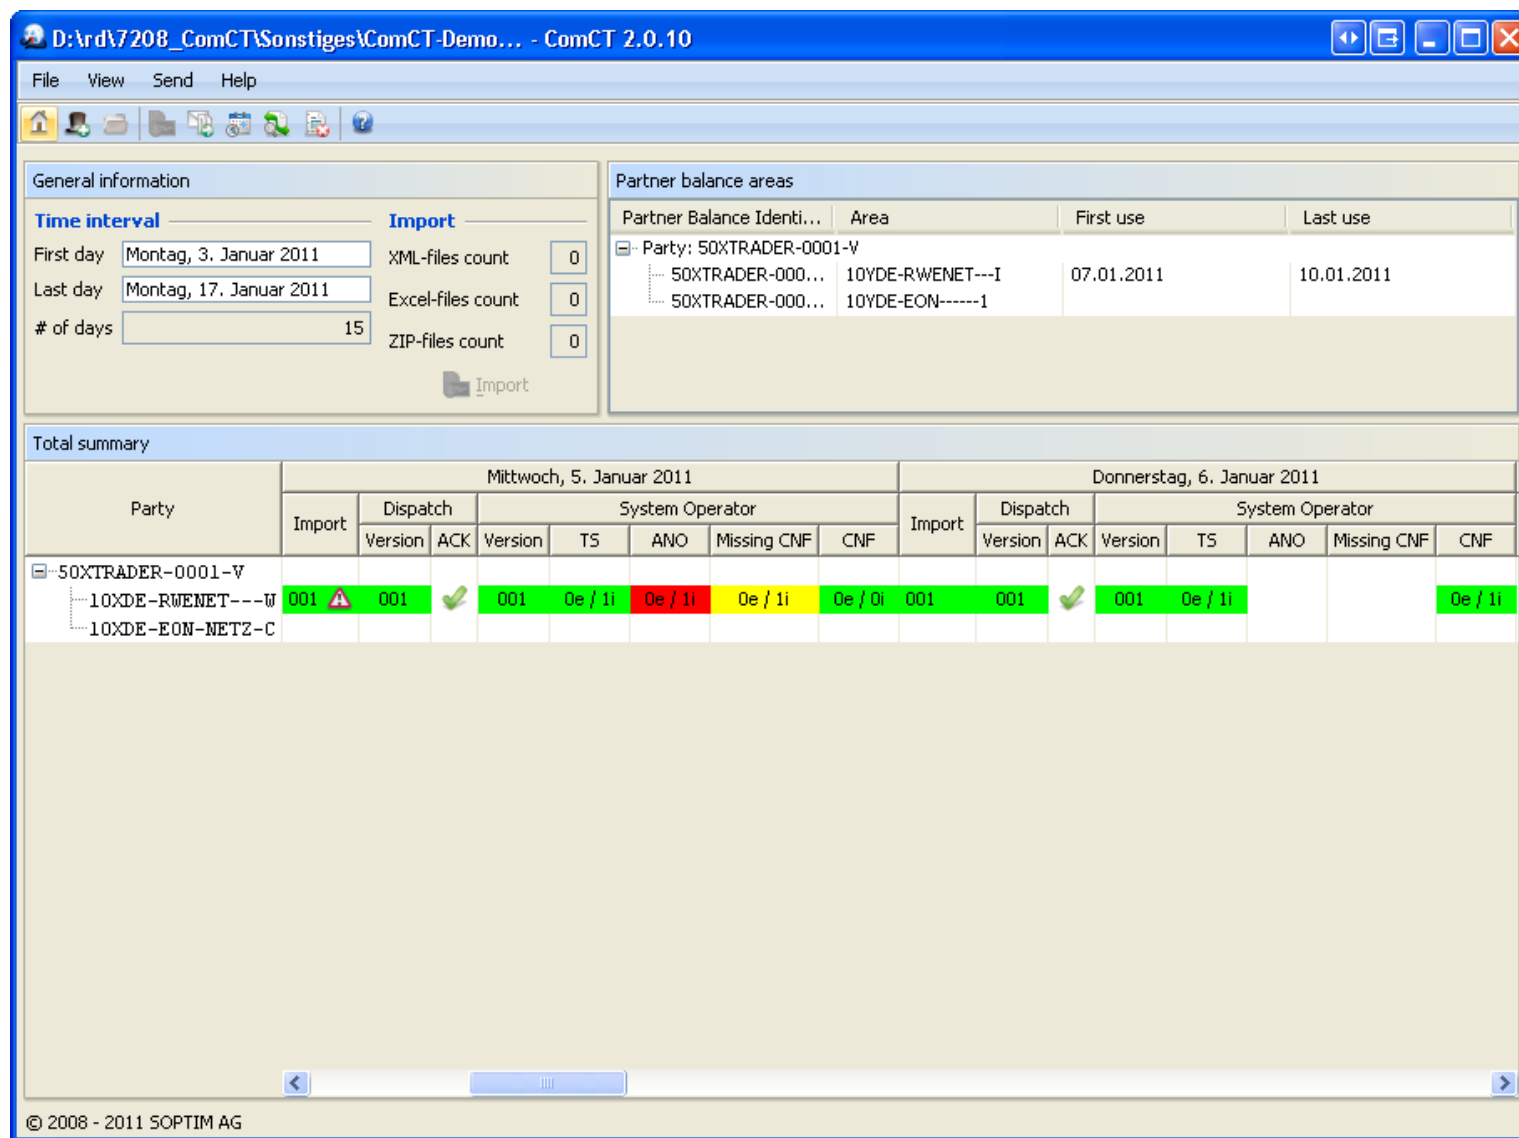 D:\rd\7208_ComCT\Sonstiges\ComCT-Demo... - ComCT 2.0.10
File View Send Help
General information
Time interval
First day Montag, 3. Januar 2011
Last day Montag, 17. Januar 2011
# of days 15
Import
XML-files count 0
Excel-files count 0
ZIP-files count 0
Import
Partner balance areas
Partner Balance Identi... Area First use Last use
Party: 50XTRADER-0001-V
50XTRADER-000... 10YDE-RWENET---I 07.01.2011 10.01.2011
50XTRADER-000... 10YDE-EON------1
Total summary
Party Mittwoch, 5. Januar 2011 Donnerstag, 6. Januar 2011
Import Dispatch System Operator Import Dispatch System Operator
Version ACK Version TS ANO Missing CNF CNF Version ACK Version TS ANO Missing CNF CNF
50XTRADER-0001-V
10XDE-RWENET---W 001 001 001 0e / 1i 0e / 1i 0e / 1i 0e / 0i 001 001 001 0e / 1i 0e / 1i
10XDE-EON-NETZ-C
© 2008 - 2011 SOPTIM AG